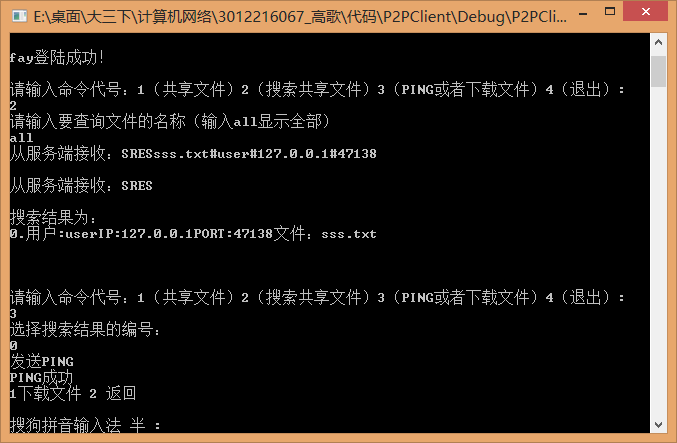 E:\桌面\大三下\计算机网络\3012216067_高歌\代码\P2PClient\Debug\P2PCli...
fay登陆成功!
请输入命令代号：1（共享文件）2（搜索共享文件）3（PING或者下载文件）4（退出）:
2
请输入要查询文件的名称（输入all显示全部）
all
从服务端接收：SRESsss.txt#user#127.0.0.1#47138
从服务端接收：SRES
搜索结果为：
0.用户:userIP:127.0.0.1PORT:47138文件：sss.txt
请输入命令代号：1（共享文件）2（搜索共享文件）3（PING或者下载文件）4（退出）:
3
选择搜索结果的编号：
0
发送PING
PING成功
1下载文件 2 返回
搜狗拼音输入法 半 :